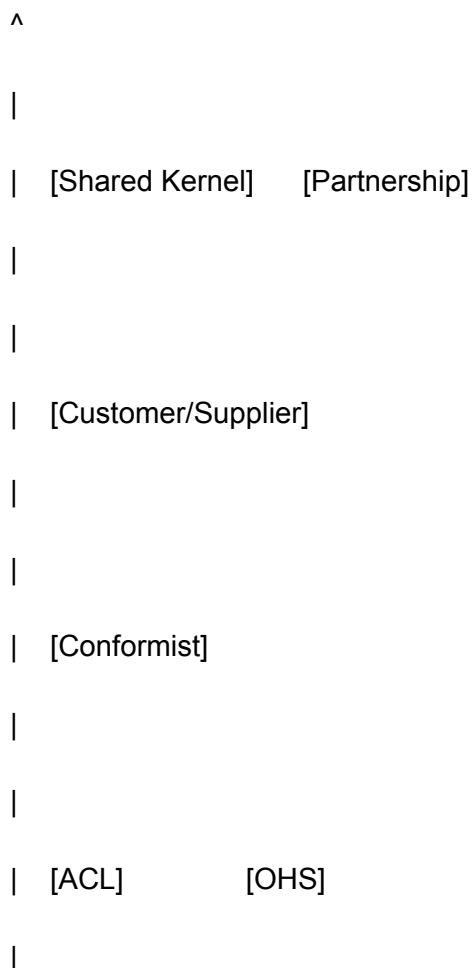 ^
|
| [Shared Kernel] [Partnership]
|
|
| [Customer/Supplier]
|
|
| [Conformist]
|
|
| [ACL] [OHS]
|